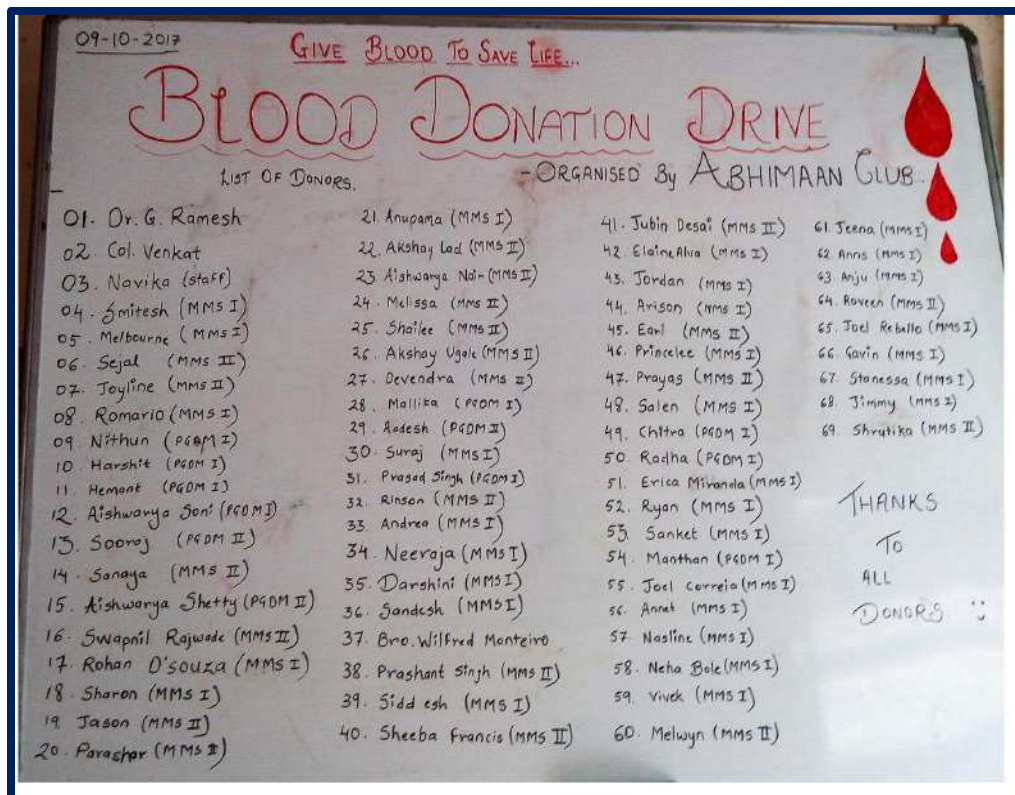 09-10-2017
GIVE BLOOD TO SAVE LIFE...
BLOOD DONATION DRIVE
LIST OF DONORS.
- ORGANISED By ABHIMAAN CLUB..
01. Dr. G. Ramesh
02. Col. Venkat
03. Navika (staff)
04. Smitesh (MMS I)
05. Melbourne (MMS I)
06. Sejal (MMS II)
07. Joyline (MMS II)
08. Romario (MMS I)
09. Nithun (PGDM I)
10. Harshit (PGDM I)
11. Hemant (PGDM I)
12. Aishwarya Soni (PGDM I)
13. Sooraj (PGDM II)
14. Sanaya (MMS II)
15. Aishwarya Shetty (PGDM II)
16. Swapnil Rajwade (MMS II)
17. Rohan D'souza (MMS I)
18. Sharon (MMS I)
19. Jason (MMS II)
20. Parashar (MMS II)
21. Anupama (MMS I)
22. Akshay Lad (MMS II)
23 Aishwarya Nair (MMS II)
24. Melissa (MMS II)
25. Shailee (MMS II)
26. Akshay Ugale (MMS II)
27. Devendra (MMS II)
28. Mallika (PGDM I)
29. Aadesh (PGDM II)
30. Suraj (MMS I)
31. Prasad Singh (PGDM I)
32. Rinson (MMS II)
33. Andrea (MMS I)
34. Neeraja (MMS I)
35. Darshini (MMS I)
36. Sandesh (MMS I)
37. Bro. Wilfred Monteiro
38. Prashant Singh (MMS II)
39. Siddesh (MMS I)
40. Sheeba Francis (MMS II)
41. Jubin Desai (MMS II)
42. Elaine Alva (MMS I)
43. Jordan (MMS I)
44. Arison (MMS I)
45. Earl (MMS II)
46. Princelee (MMS I)
47. Prayas (MMS II)
48. Salen (MMS I)
49. Chitra (PGDM I)
50. Radha (PGDM I)
51. Erica Miranda (MMS I)
52. Ryan (MMS I)
53. Sanket (MMS I)
54. Manthan (PGDM I)
55. Joel Correia (MMS I)
56. Annet (MMS I)
57. Nasline (MMS I)
58. Neha Bole (MMS I)
59. Vivek (MMS I)
60. Melwyn (MMS II)
61. Jeena (MMS I)
62. Anns (MMS I)
63. Anju (MMS I)
64. Raveen (MMS II)
65. Joel Rebello (MMS I)
66. Gavin (MMS I)
67. Stanessa (MMS I)
68. Jimmy (MMS I)
69. Shrutika (MMS II)
THANKS
TO
ALL
DONORS :)